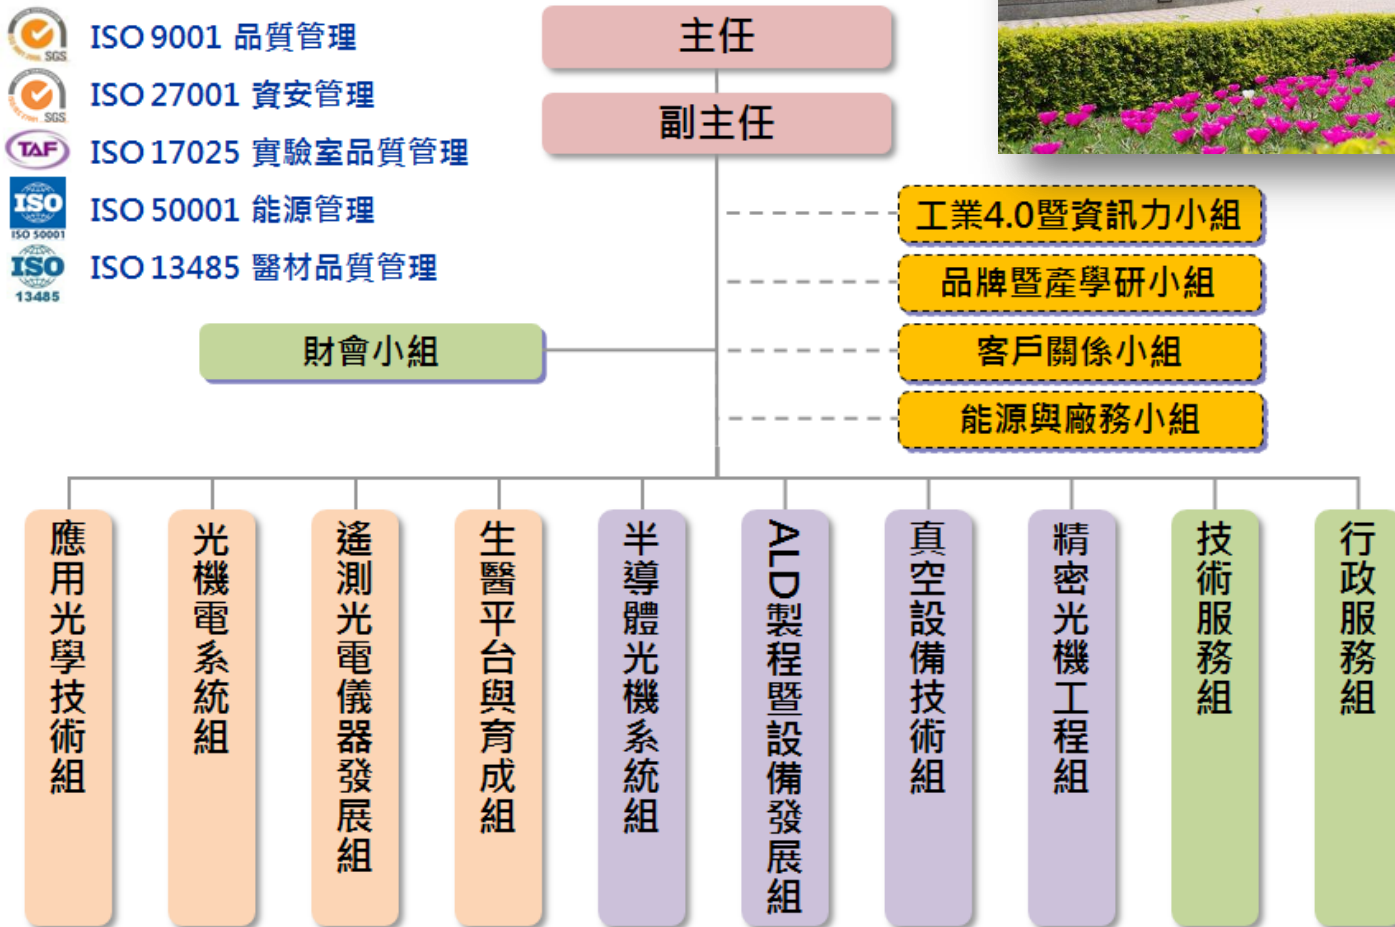 SGS
ISO 9001 品質管理
SGS
ISO 27001 資安管理
TAF
ISO 17025 實驗室品質管理
ISO
ISO 50001
ISO 50001 能源管理
ISO
13485
ISO 13485 醫材品質管理
主任
副主任
工業4.0暨資訊力小組
品牌暨產學研小組
財會小組
客戶關係小組
能源與廠務小組
應用光學技術組
光機電系統組
遙測光電儀器發展組
生醫平台與育成組
半導體光機系統組
ALD製程暨設備發展組
真空設備技術組
精密光機工程組
技術服務組
行政服務組